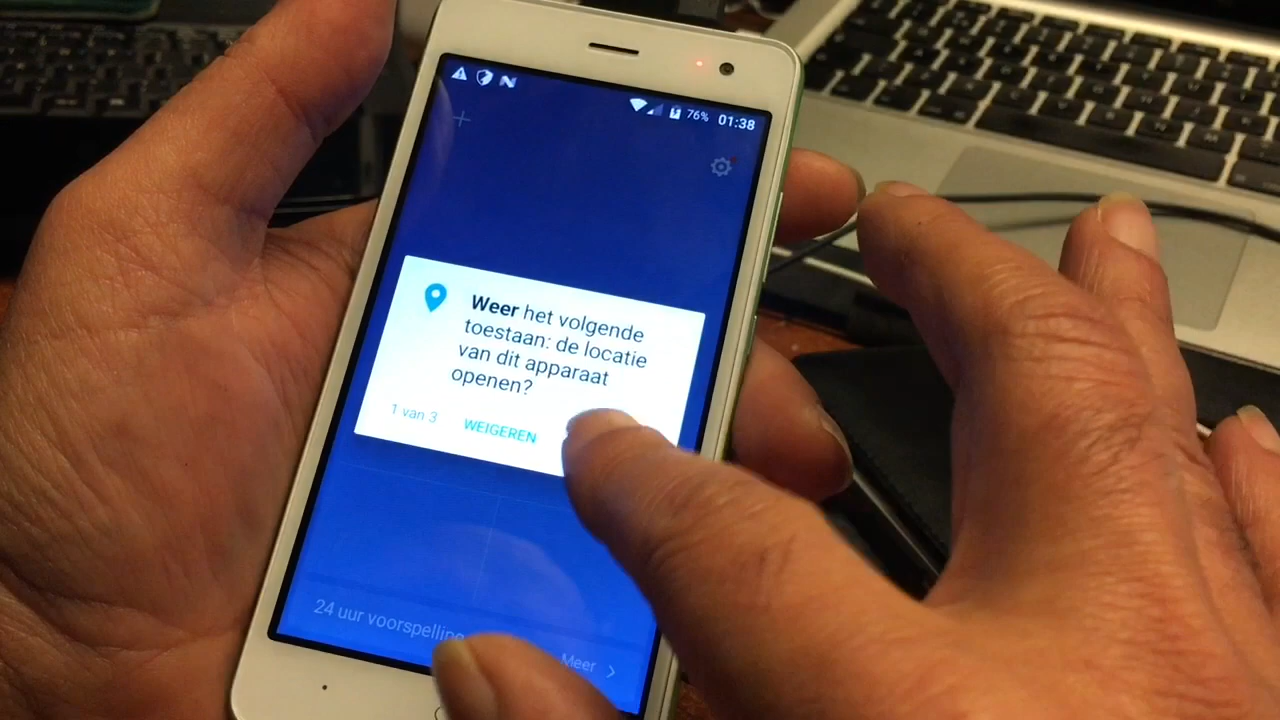 76% 01:38
Weer het volgende
toestaan: de locatie
van dit apparaat
openen?
1 van 3 WEIGEREN
24 uur voorspelling
Meer